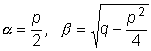 α = p/2, β = √(q − p²/4)